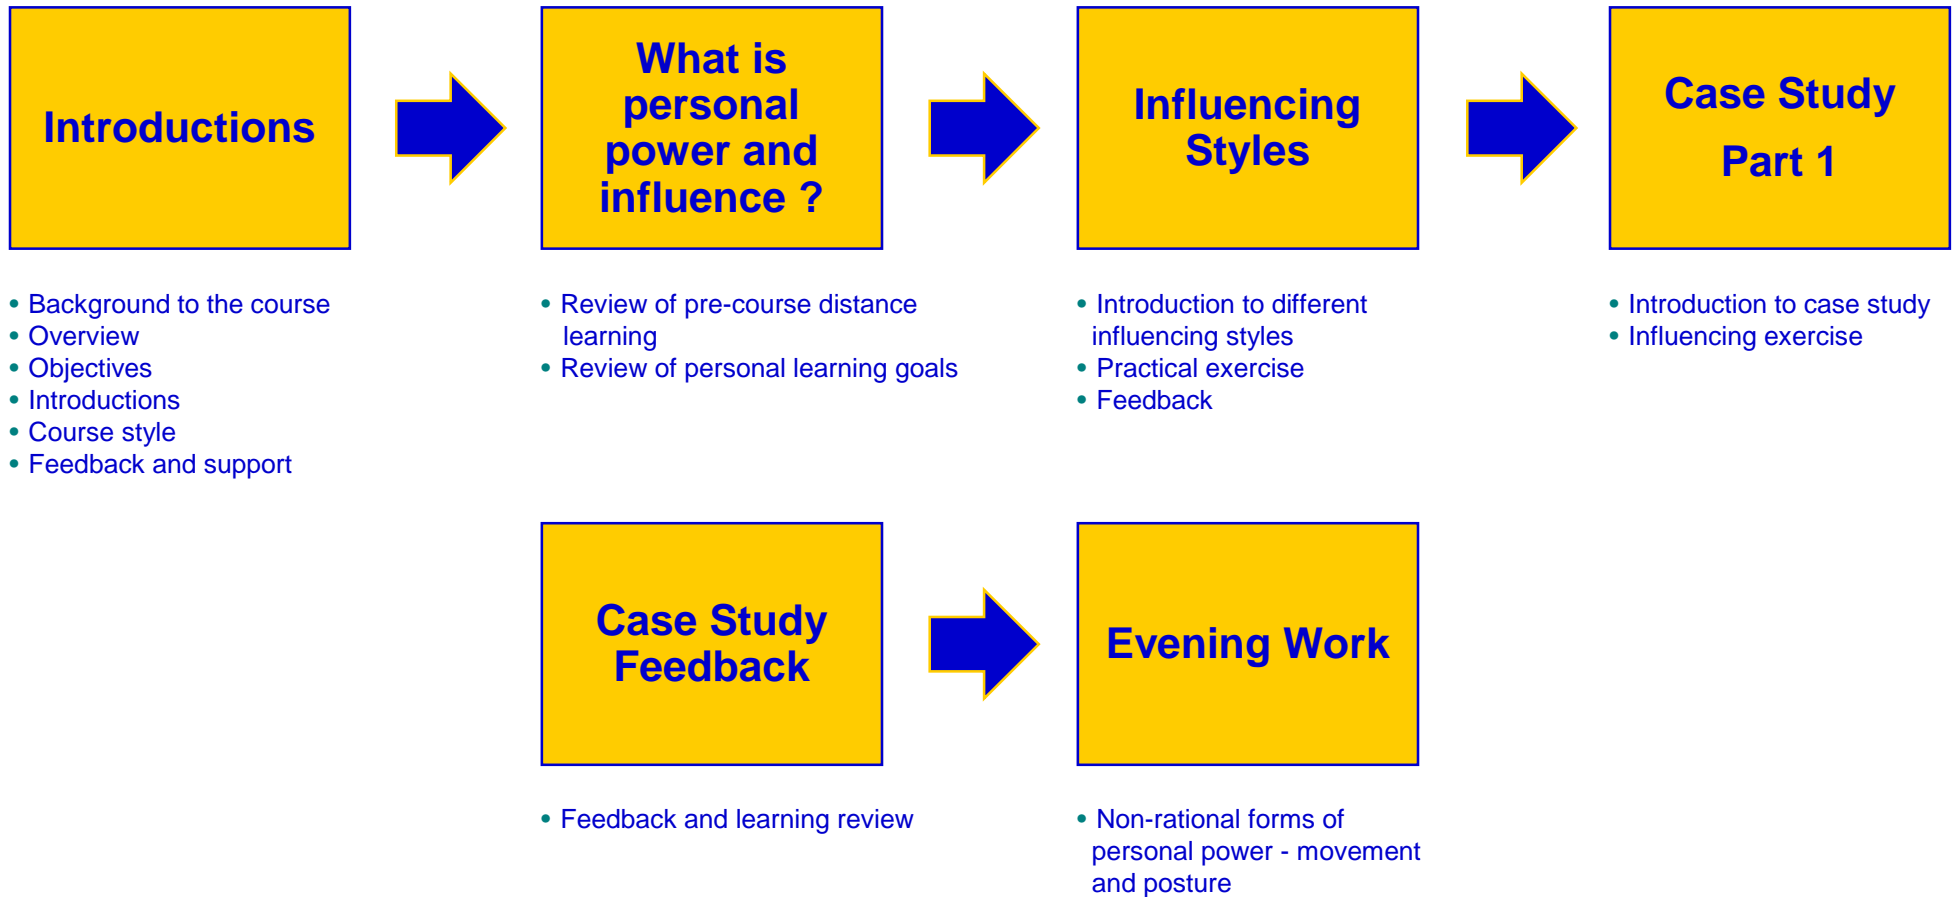 Introductions
What is
personal
power and
influence ?
Influencing
Styles
Case Study
Part 1
• Background to the course
• Overview
• Objectives
• Introductions
• Course style
• Feedback and support
• Review of pre-course distance
learning
• Review of personal learning goals
• Introduction to different
influencing styles
• Practical exercise
• Feedback
• Introduction to case study
• Influencing exercise
Case Study
Feedback
Evening Work
• Feedback and learning review
• Non-rational forms of
personal power - movement
and posture